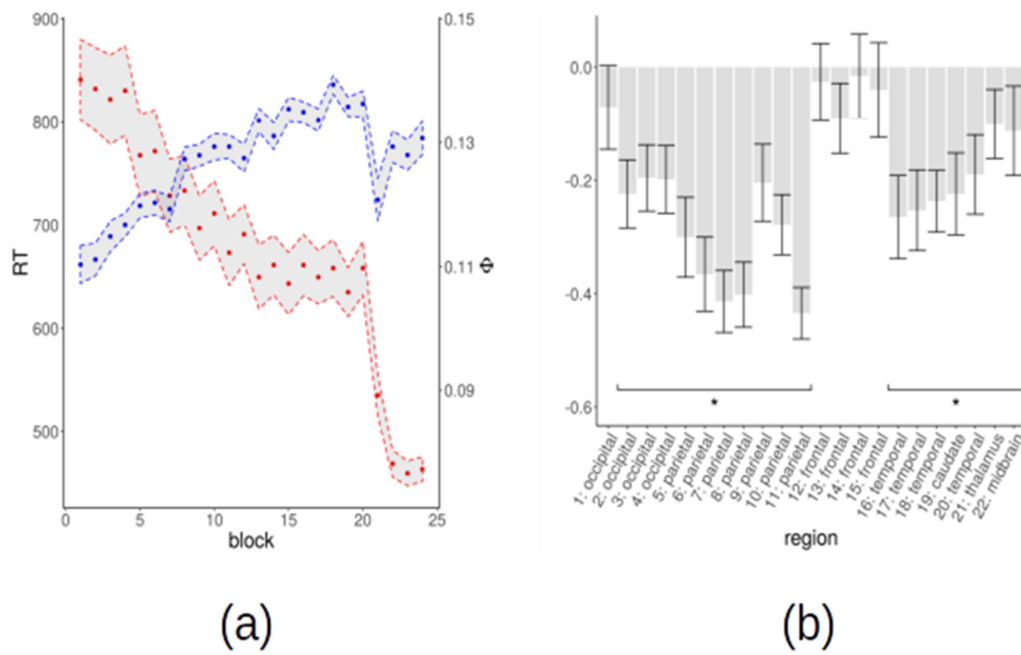 900
800
700
600
500
RT
0.15
0.13
0.11
0.09
Φ
0 5 10 15 20 25
block
0.0
-0.2
-0.4
-0.6
*
*
1: occipital
2: occipital
3: occipital
4: occipital
5: parietal
6: parietal
7: parietal
8: parietal
9: parietal
10: parietal
11: parietal
12: frontal
13: frontal
14: frontal
15: frontal
16: temporal
17: temporal
18: temporal
19: caudate
20: temporal
21: thalamus
22: midbrain
region
(a)
(b)